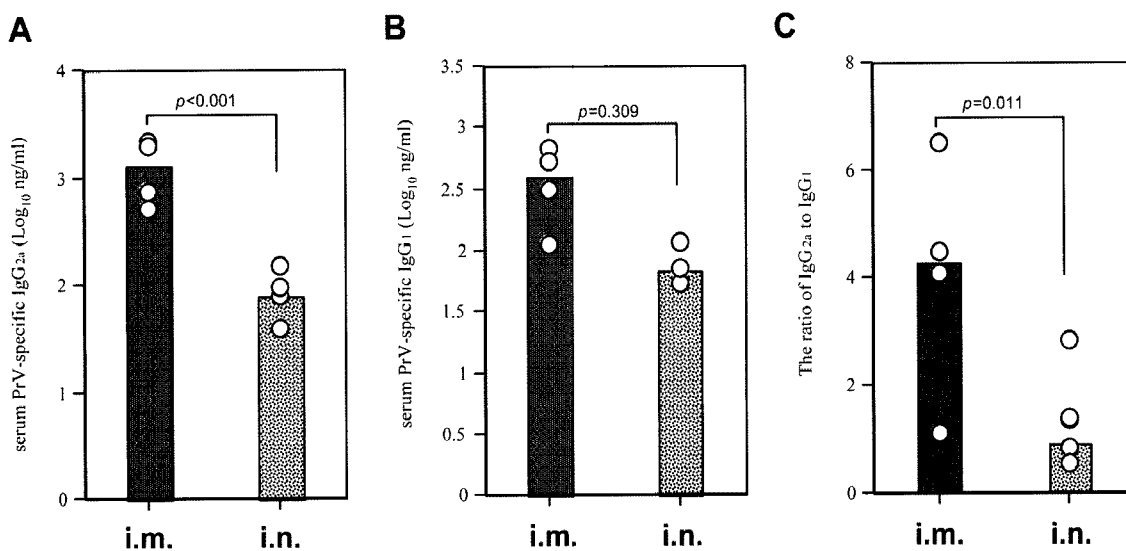 A
serum PrV-specific IgG2a (Log10 ng/ml)
4
3
2
1
0
p<0.001
i.m.
i.n.
B
serum PrV-specific IgG1 (Log10 ng/ml)
3.5
3
2.5
2
1.5
1
0.5
0
p=0.309
i.m.
i.n.
C
The ratio of IgG2a to IgG1
8
6
4
2
0
p=0.011
i.m.
i.n.